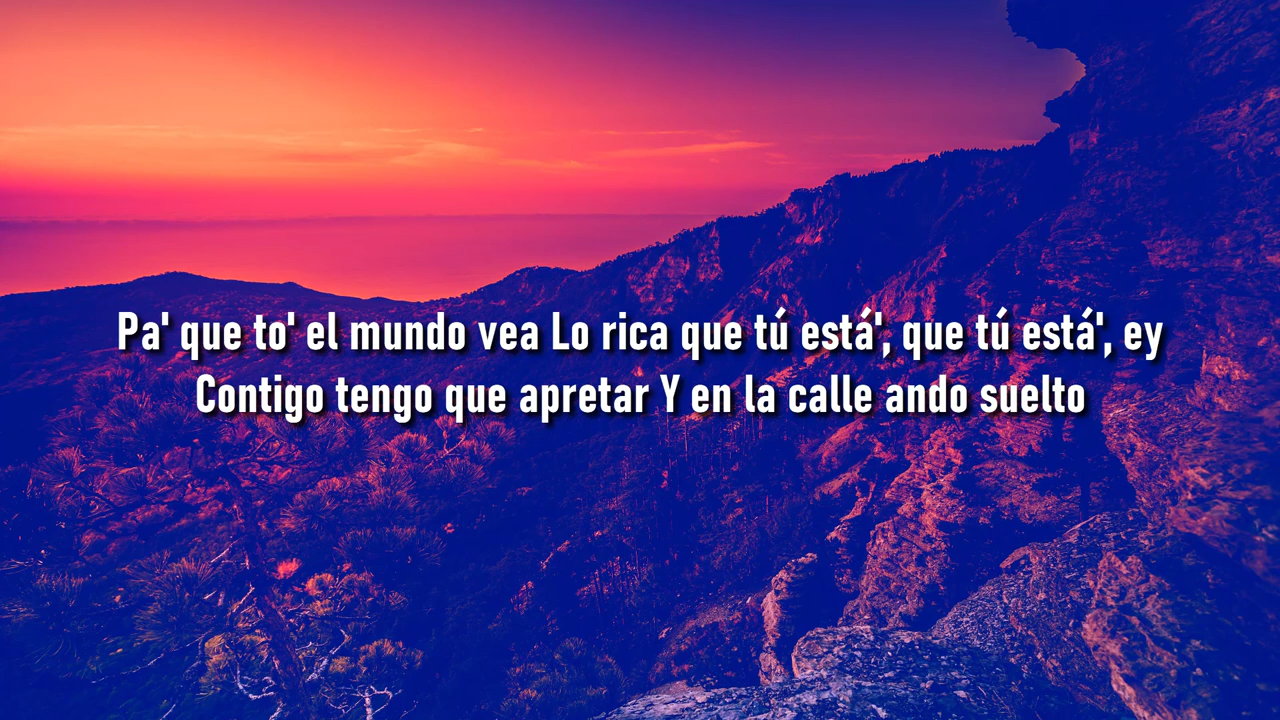 Pa' que to' el mundo vea Lo rica que tú está', que tú está', ey
Contigo tengo que apretar Y en la calle ando suelto